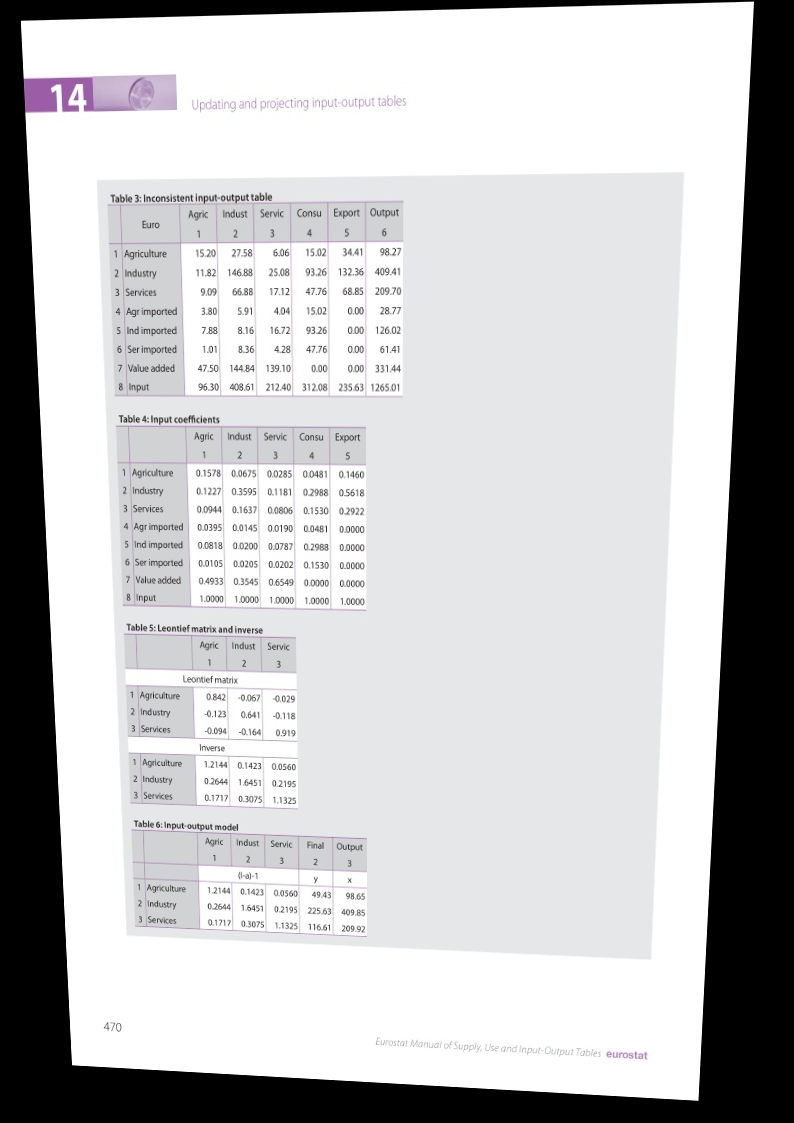 14
Updating and projecting input-output tables
Table 3: Inconsistent input-output table
Euro Agric Indust Servic Consu Export Output
1 2 3 4 5 6
1 Agriculture 15.20 27.58 6.06 15.02 34.41 98.27
2 Industry 11.82 146.88 25.08 93.26 132.36 409.41
3 Services 9.09 66.88 17.12 47.76 68.85 209.70
4 Agr imported 3.80 5.91 4.04 15.02 0.00 28.77
5 Ind imported 7.88 8.16 16.72 93.26 0.00 126.02
6 Ser imported 1.01 8.36 4.28 47.76 0.00 61.41
7 Value added 47.50 144.84 139.10 0.00 0.00 331.44
8 Input 96.30 408.61 212.40 312.08 235.63 1265.01
Table 4: Input coefficients
Agric Indust Servic Consu Export
1 2 3 4 5
1 Agriculture 0.1578 0.0675 0.0285 0.0481 0.1460
2 Industry 0.1227 0.3595 0.1181 0.2988 0.5618
3 Services 0.0944 0.1637 0.0806 0.1530 0.2922
4 Agr imported 0.0395 0.0145 0.0190 0.0481 0.0000
5 Ind imported 0.0818 0.0200 0.0787 0.2988 0.0000
6 Ser imported 0.0105 0.0205 0.0202 0.1530 0.0000
7 Value added 0.4933 0.3545 0.6549 0.0000 0.0000
8 Input 1.0000 1.0000 1.0000 1.0000 1.0000
Table 5: Leontief matrix and inverse
Agric Indust Servic
1 2 3
Leontief matrix
1 Agriculture 0.842 -0.067 -0.029
2 Industry -0.123 0.641 -0.118
3 Services -0.094 -0.164 0.919
Inverse
1 Agriculture 1.2144 0.1423 0.0560
2 Industry 0.2644 1.6451 0.2195
3 Services 0.1717 0.3075 1.1325
Table 6: Input-output model
Agric Indust Servic Final Output
1 2 3 2 3
(I-a)-1 y x
1 Agriculture 1.2144 0.1423 0.0560 49.43 98.65
2 Industry 0.2644 1.6451 0.2195 225.63 409.85
3 Services 0.1717 0.3075 1.1325 116.61 209.92
470
Eurostat Manual of Supply, Use and Input-Output Tables eurostat